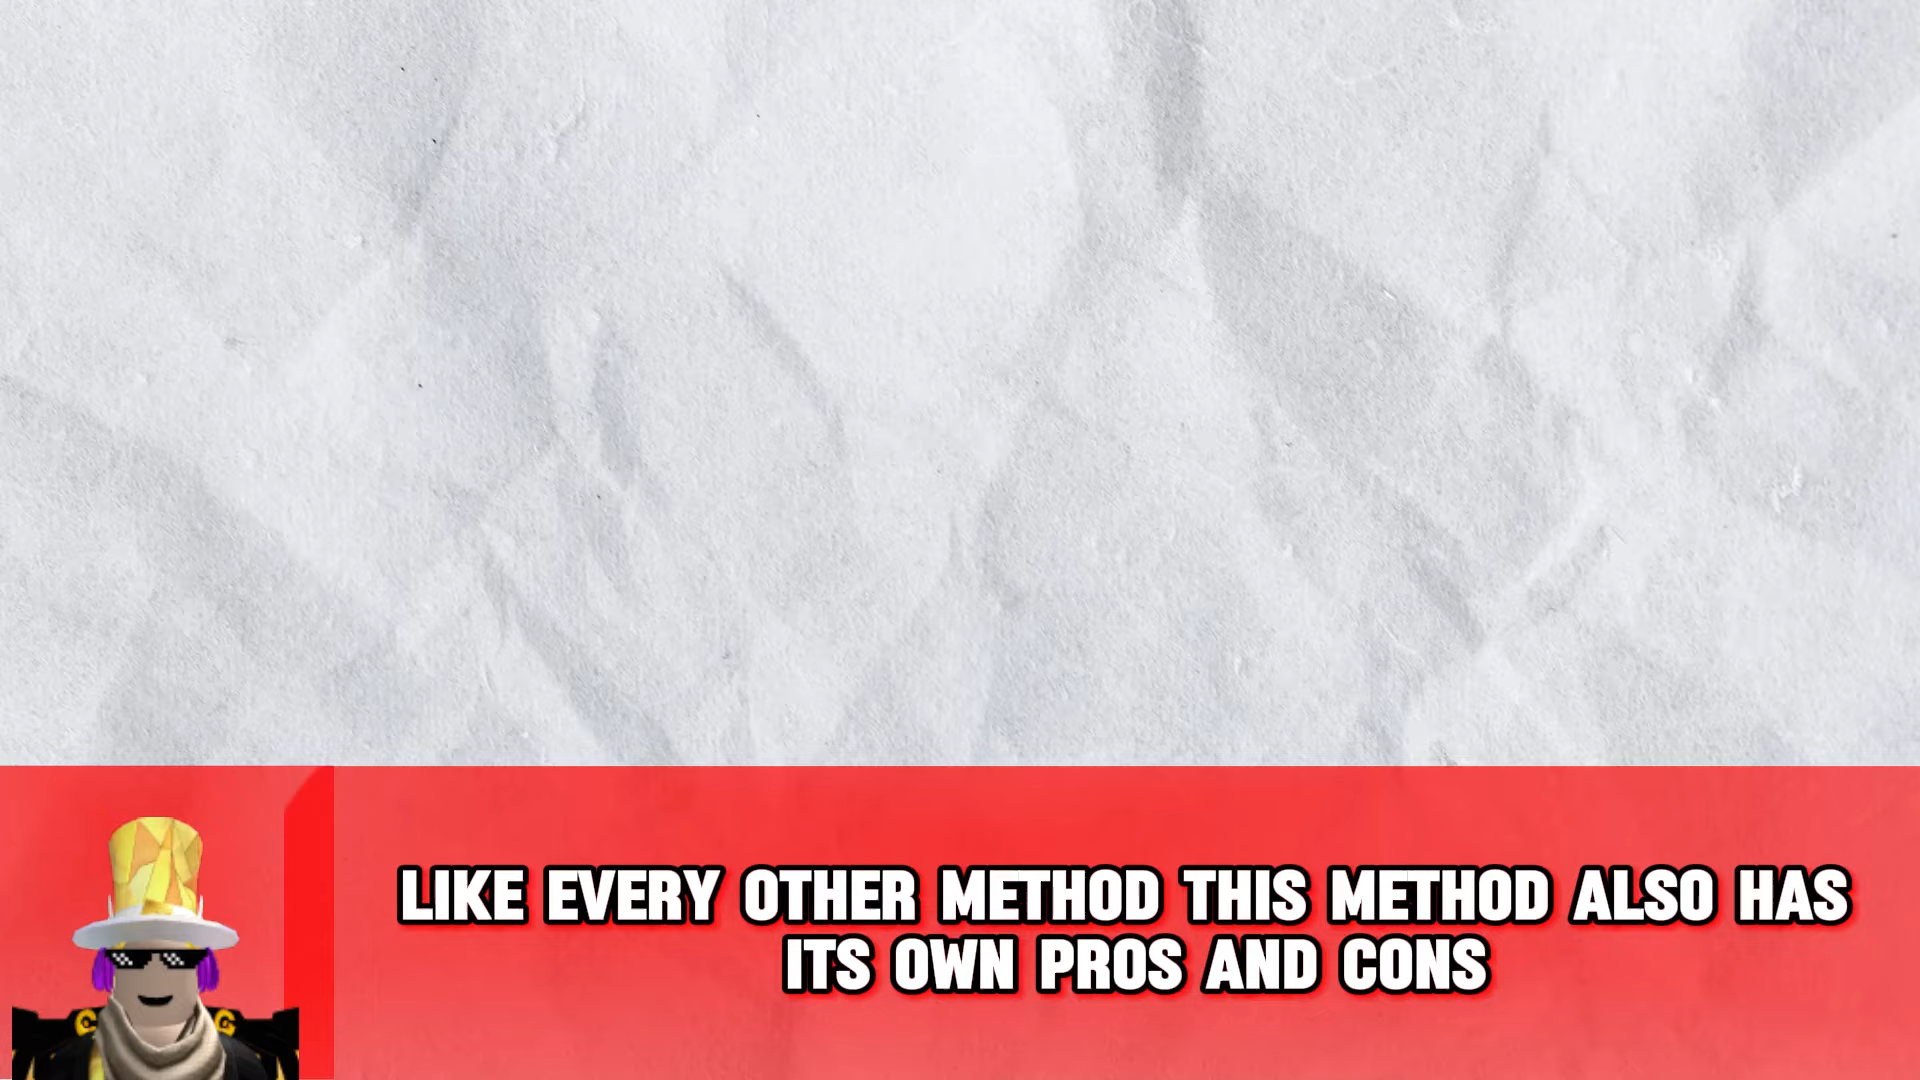 LIKE EVERY OTHER METHOD THIS METHOD ALSO HAS
ITS OWN PROS AND CONS